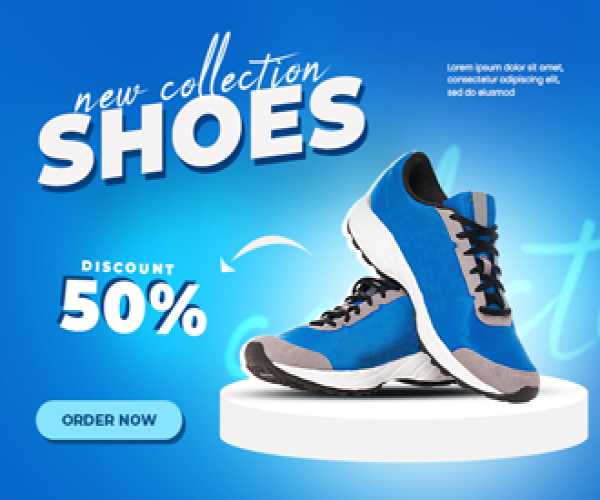 new collection
SHOES
Lorem ipsum dolor sit amet,
consectetur adipiscing elit,
sed do eiusmod
DISCOUNT
50%
ORDER NOW